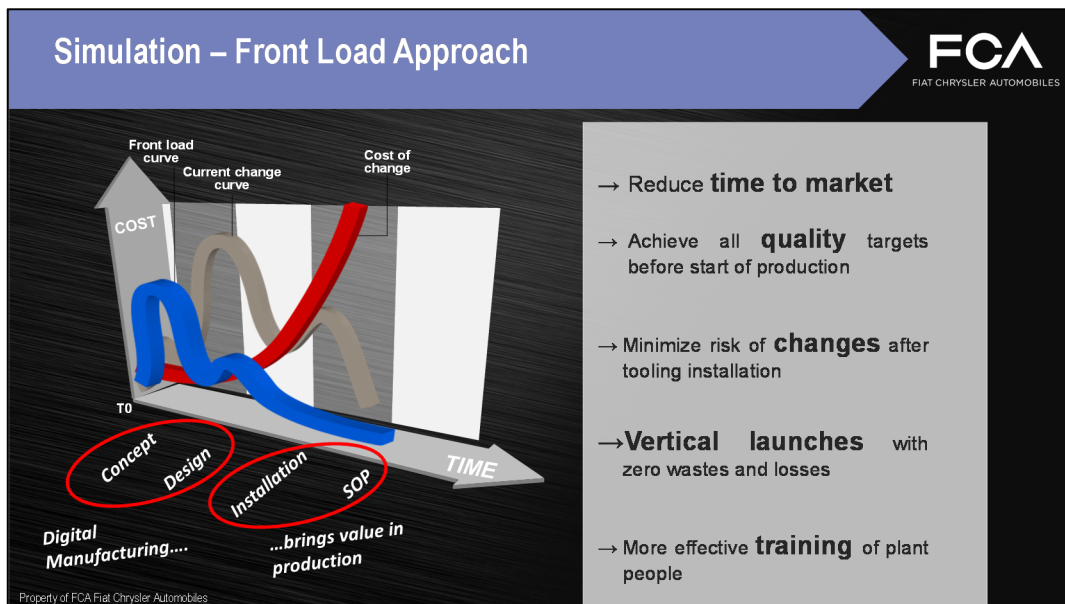 Simulation – Front Load Approach
FCA
FIAT CHRYSLER AUTOMOBILES
Front load
curve
Current change
curve
Cost of
change
COST
T0
TIME
Concept
Design
Installation
SOP
Digital
Manufacturing….
…brings value in
production
→ Reduce time to market
→ Achieve all quality targets
before start of production
→ Minimize risk of changes after
tooling installation
→Vertical launches with
zero wastes and losses
→ More effective training of plant
people
Property of FCA Fiat Chrysler Automobiles